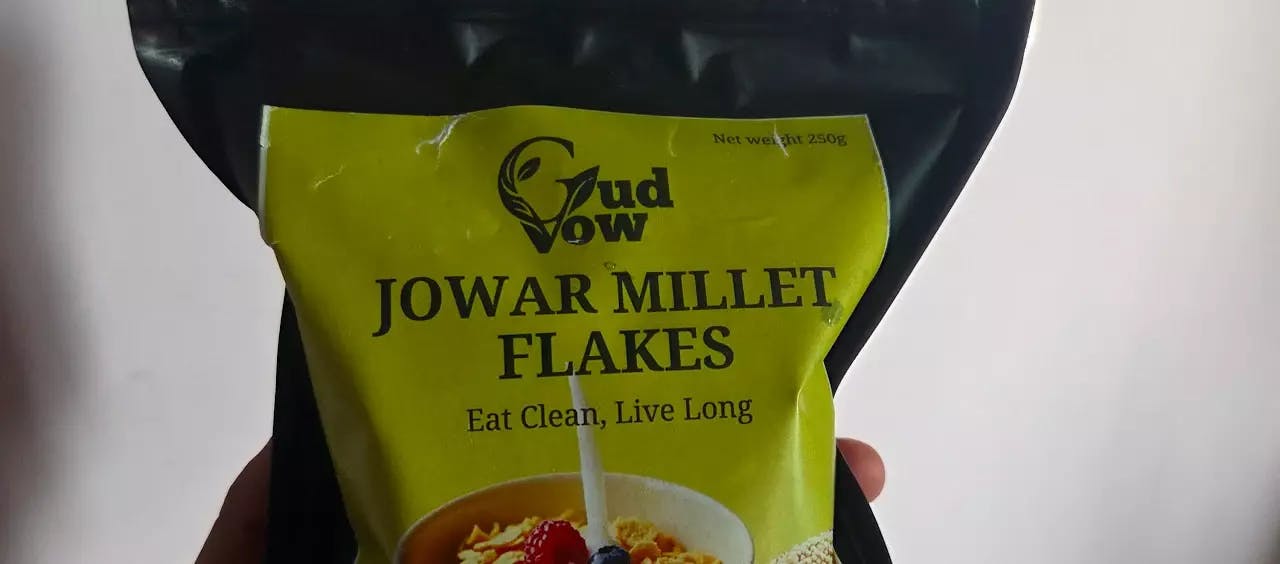 Net weight 250g
Gud
Vow
JOWAR MILLET
FLAKES
Eat Clean, Live Long